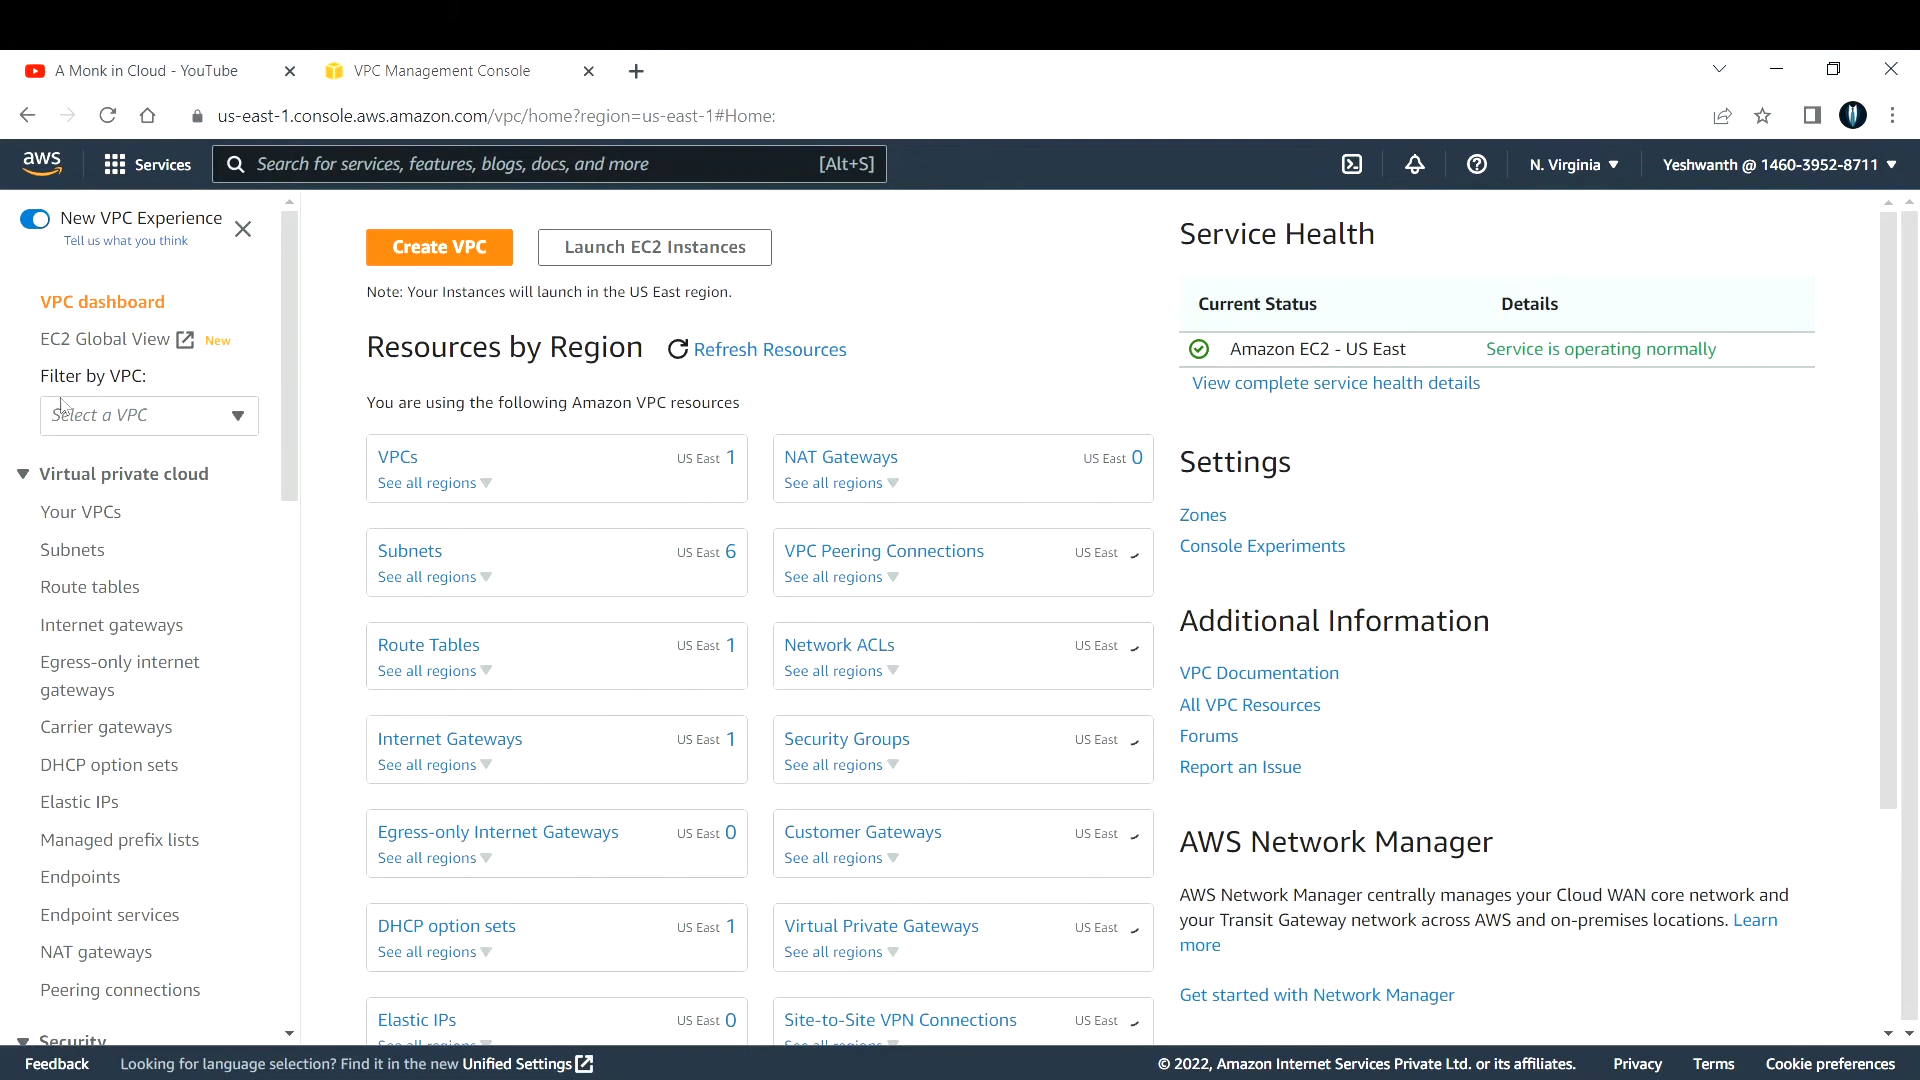 A Monk in Cloud - YouTube
VPC Management Console
us-east-1.console.aws.amazon.com/vpc/home?region=us-east-1#Home:
aws
Services
Search for services, features, blogs, docs, and more
[Alt+S]
N. Virginia
Yeshwanth @ 1460-3952-8711
New VPC Experience
Tell us what you think
VPC dashboard
EC2 Global View
New
Filter by VPC:
Select a VPC
Virtual private cloud
Your VPCs
Subnets
Route tables
Internet gateways
Egress-only internet
gateways
Carrier gateways
DHCP option sets
Elastic IPs
Managed prefix lists
Endpoints
Endpoint services
NAT gateways
Peering connections
Security
Create VPC
Launch EC2 Instances
Note: Your Instances will launch in the US East region.
Resources by Region
Refresh Resources
You are using the following Amazon VPC resources
VPCs
US East 1
See all regions
NAT Gateways
US East 0
See all regions
Subnets
US East 6
See all regions
VPC Peering Connections
US East
See all regions
Route Tables
US East 1
See all regions
Network ACLs
US East
See all regions
Internet Gateways
US East 1
See all regions
Security Groups
US East
See all regions
Egress-only Internet Gateways
US East 0
See all regions
Customer Gateways
US East
See all regions
DHCP option sets
US East 1
See all regions
Virtual Private Gateways
US East
See all regions
Elastic IPs
US East 0
See all regions
Site-to-Site VPN Connections
US East
See all regions
Service Health
Current Status
Details
Amazon EC2 - US East
Service is operating normally
View complete service health details
Settings
Zones
Console Experiments
Additional Information
VPC Documentation
All VPC Resources
Forums
Report an Issue
AWS Network Manager
AWS Network Manager centrally manages your Cloud WAN core network and
your Transit Gateway network across AWS and on-premises locations. Learn
more
Get started with Network Manager
Feedback
Looking for language selection? Find it in the new Unified Settings
© 2022, Amazon Internet Services Private Ltd. or its affiliates.
Privacy
Terms
Cookie preferences